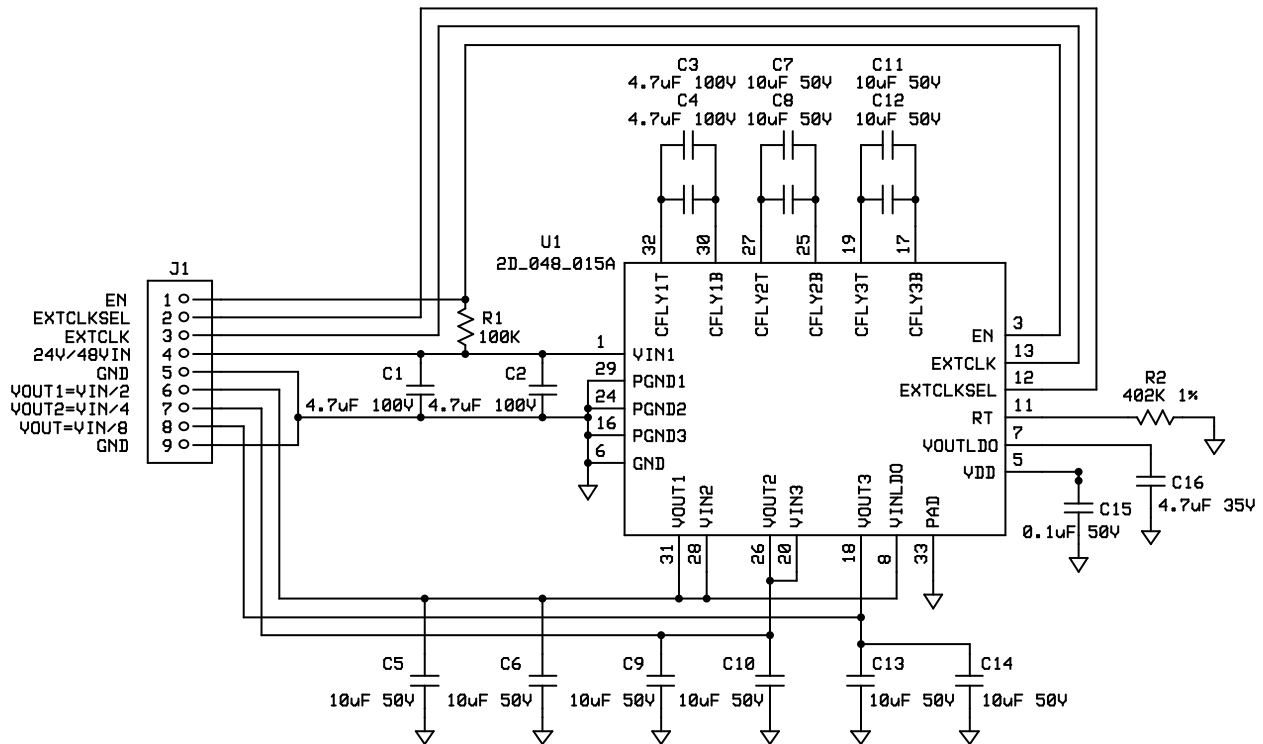 C3
4.7uF 100V
C4
4.7uF 100V
C7
10uF 50V
C8
10uF 50V
C11
10uF 50V
C12
10uF 50V
32
30
27
25
19
17
U1
2D_048_015A
CFLY1T
CFLY1B
CFLY2T
CFLY2B
CFLY3T
CFLY3B
J1
EN 1
EXTCLKSEL 2
EXTCLK 3
24V/48VIN 4
GND 5
VOUT1=VIN/2 6
VOUT2=VIN/4 7
VOUT=VIN/8 8
GND 9
R1
100K
C1
4.7uF 100V
C2
4.7uF 100V
1 VIN1
29 PGND1
24 PGND2
16 PGND3
6 GND
EN 3
EXTCLK 13
EXTCLKSEL 12
RT 11
VOUTLDO 7
VDD 5
R2
402K 1%
C16
4.7uF 35V
C15
0.1uF 50V
VOUT1
VIN2
VOUT2
VIN3
VOUT3
VINLDO
PAD
31
28
26
20
18
8
33
C5
10uF 50V
C6
10uF 50V
C9
10uF 50V
C10
10uF 50V
C13
10uF 50V
C14
10uF 50V